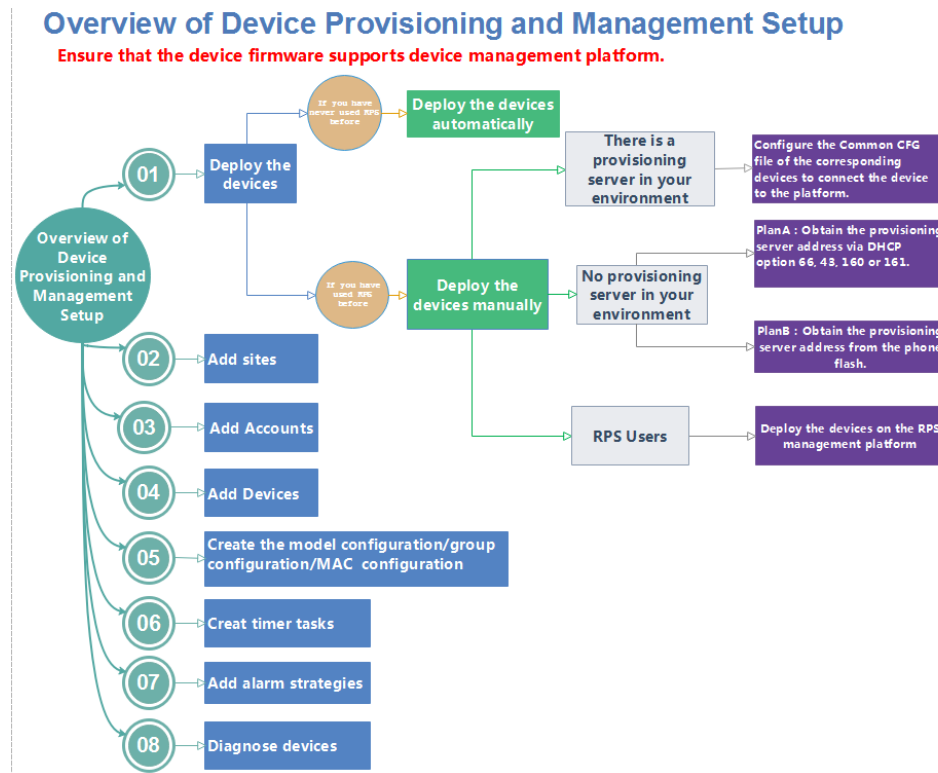 Overview of Device Provisioning and Management Setup
Ensure that the device firmware supports device management platform.
If you have
never used RPS
before
Deploy the devices
automatically
01
Deploy the
devices
There is a
provisioning
server in your
environment
Configure the Common CFG
file of the corresponding
devices to connect the device
to the platform.
Overview of
Device
Provisioning and
Management
Setup
If you have
used RPS
before
Deploy the
devices manually
No provisioning
server in your
environment
PlanA : Obtain the provisioning
server address via DHCP
option 66, 43, 160 or 161.
PlanB : Obtain the provisioning
server address from the phone
flash.
RPS Users
Deploy the devices on the RPS
management platform
02
Add sites
03
Add Accounts
04
Add Devices
05
Create the model configuration/group
configuration/MAC configuration
06
Creat timer tasks
07
Add alarm strategies
08
Diagnose devices